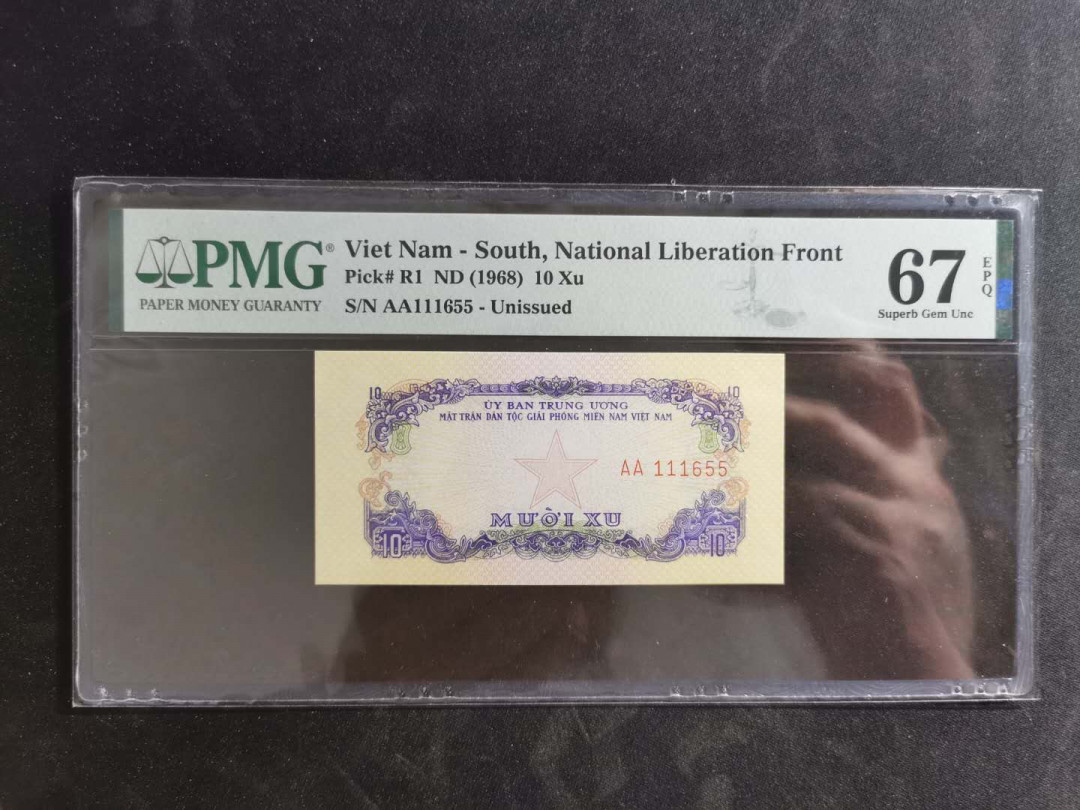 PMG®
PAPER MONEY GUARANTY
Viet Nam - South, National Liberation Front
Pick# R1 ND (1968) 10 Xu
S/N AA111655 - Unissued
67
EPQ
Superb Gem Unc
10 10
ỦY BAN TRUNG ƯƠNG
MẶT TRẬN DÂN TỘC GIẢI PHÓNG MIỀN NAM VIỆT NAM
AA 111655
MƯỜI XU
10 10